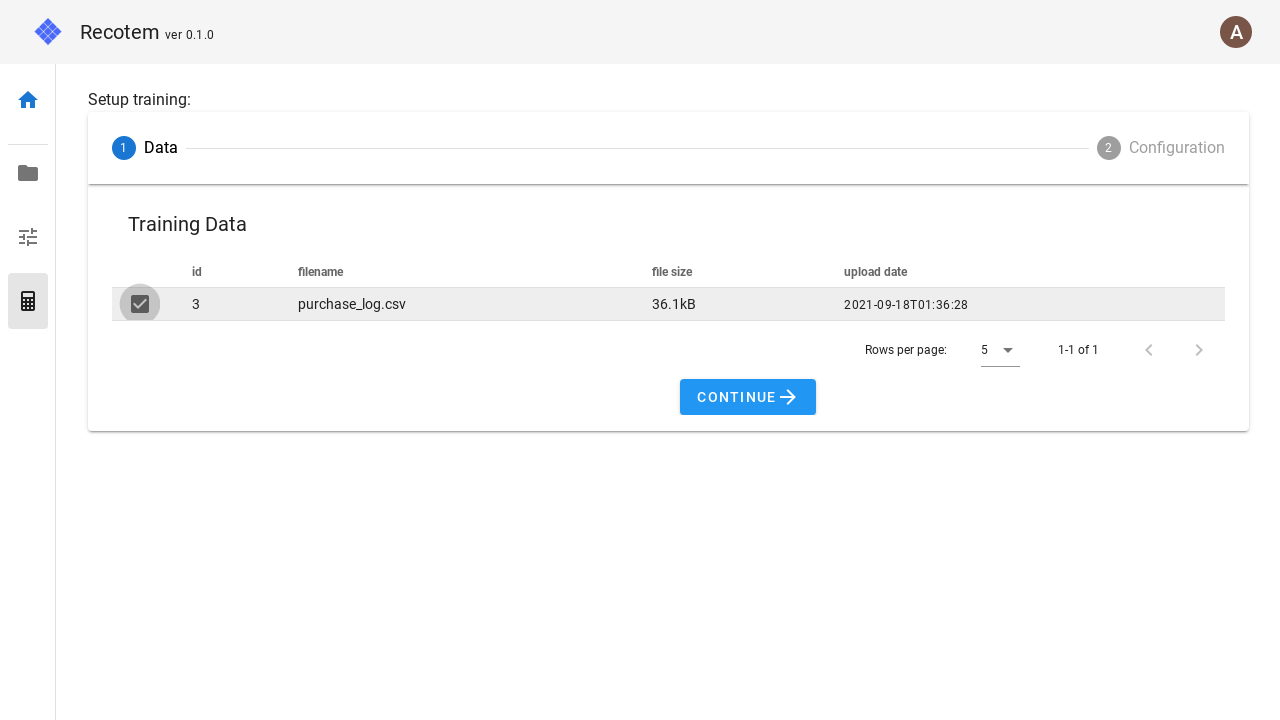 Recotem ver 0.1.0
A
Setup training:
1 Data
2 Configuration
Training Data
id filename file size upload date
3 purchase_log.csv 36.1kB 2021-09-18T01:36:28
Rows per page: 5 1-1 of 1
CONTINUE